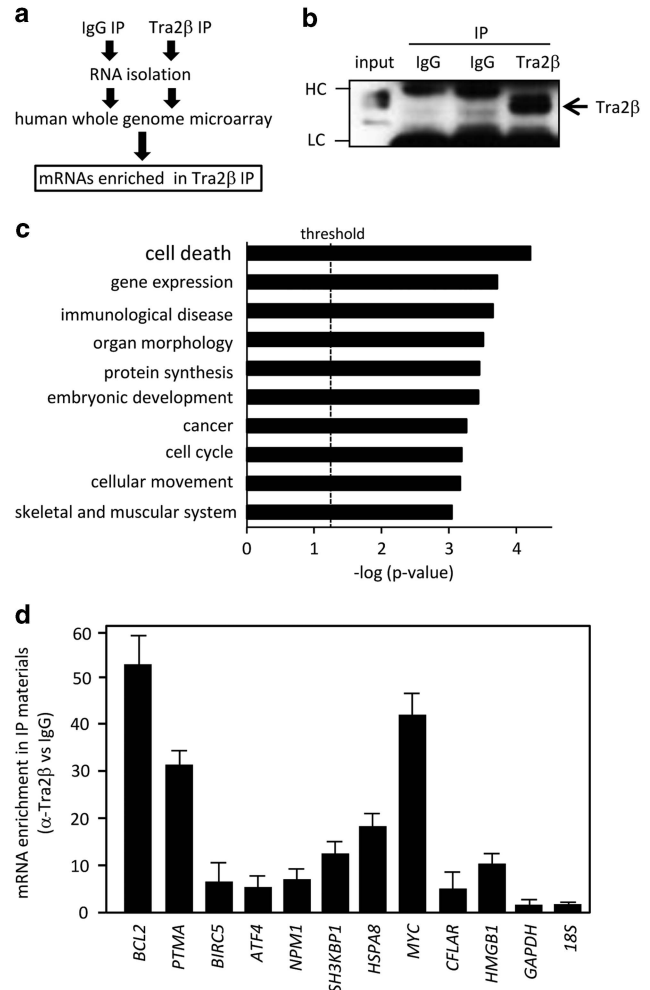 a
IgG IP Tra2β IP
RNA isolation
human whole genome microarray
mRNAs enriched in Tra2β IP
b
IP
input IgG IgG Tra2β
HC
Tra2β
LC
c
threshold
cell death
gene expression
immunological disease
organ morphology
protein synthesis
embryonic development
cancer
cell cycle
cellular movement
skeletal and muscular system
0 1 2 3 4
-log (p-value)
d
mRNA enrichment in IP materials
(α-Tra2β vs IgG)
60
50
40
30
20
10
0
BCL2 PTMA BIRC5 ATF4 NPM1 SH3KBP1 HSPA8 MYC CFLAR HMGB1 GAPDH 18S